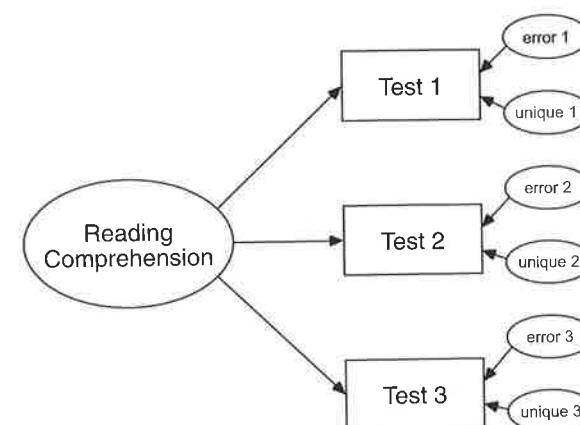 error 1
Test 1
unique 1
error 2
Reading
Comprehension
Test 2
unique 2
error 3
Test 3
unique 3